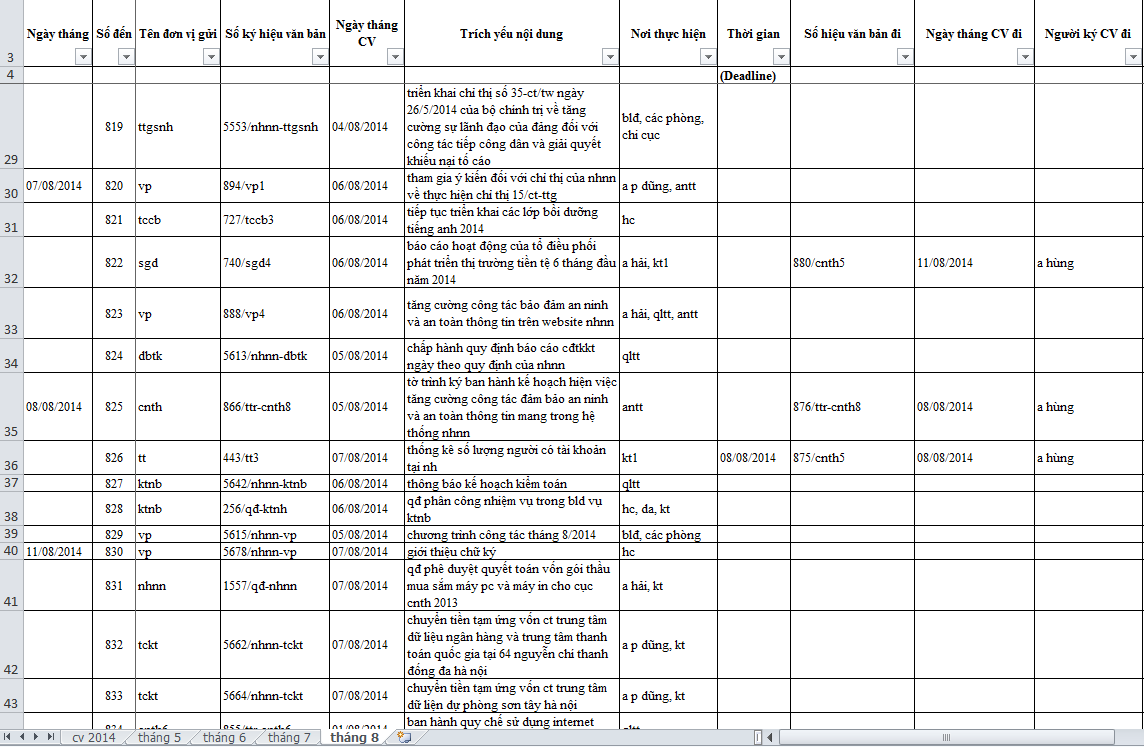 Ngày tháng Số đến Tên đơn vị gửi Số ký hiệu văn bản Ngày tháng CV Trích yếu nội dung Nơi thực hiện Thời gian Số hiệu văn bản đi Ngày tháng CV đi Người ký CV đi
3
4 (Deadline)
triển khai chỉ thị số 35-ct/tw ngày
26/5/2014 của bộ chính trị về tăng
cường sự lãnh đạo của đảng đối với
công tác tiếp công dân và giải quyết
khiếu nại tố cáo
29 819 ttgsnh 5553/nhnn-ttgsnh 04/08/2014 blđ, các phòng, chi cục
tham gia ý kiến đối với chỉ thị của nhnn
về thực hiện chỉ thị 15/ct-ttg
30 07/08/2014 820 vp 894/vp1 06/08/2014 a p dũng, antt
tiếp tục triển khai các lớp bồi dưỡng
tiếng anh 2014
31 821 tccb 727/tccb3 06/08/2014 hc
báo cáo hoạt động của tổ điều phối
phát triển thị trường tiền tệ 6 tháng đầu
năm 2014
32 822 sgd 740/sgd4 06/08/2014 a hải, kt1 880/cnth5 11/08/2014 a hùng
tăng cường công tác bảo đảm an ninh
và an toàn thông tin trên website nhnn
33 823 vp 888/vp4 06/08/2014 a hải, qltt, antt
chấp hành quy định báo cáo cđtkkt
ngày theo quy định của nhnn
34 824 dbtk 5613/nhnn-dbtk 05/08/2014 qltt
tờ trình ký ban hành kế hoạch hiện việc
tăng cường công tác đảm bảo an ninh
và an toàn thông tin mang trong hệ
thống nhnn
35 08/08/2014 825 cnth 866/ttr-cnth8 05/08/2014 antt 876/ttr-cnth8 08/08/2014 a hùng
thống kê số lượng người có tài khoản
tại nh
36 826 tt 443/tt3 07/08/2014 kt1 08/08/2014 875/cnth5 08/08/2014 a hùng
37 827 ktnb 5642/nhnn-ktnb 06/08/2014 thông báo kế hoạch kiểm toán qltt
qđ phân công nhiệm vụ trong blđ vụ
ktnb
38 828 ktnb 256/qđ-ktnh 06/08/2014 hc, da, kt
39 829 vp 5615/nhnn-vp 05/08/2014 chương trình công tác tháng 8/2014 blđ, các phòng
40 11/08/2014 830 vp 5678/nhnn-vp 07/08/2014 giới thiệu chữ ký hc
qđ phê duyệt quyết toán vốn gói thầu
mua sắm máy pc và máy in cho cục
cnth 2013
41 831 nhnn 1557/qđ-nhnn 07/08/2014 a hải, kt
chuyển tiền tạm ứng vốn ct trung tâm
dữ liệu ngân hàng và trung tâm thanh
toán quốc gia tại 64 nguyễn chí thanh
đống đa hà nội
42 832 tckt 5662/nhnn-tckt 07/08/2014 a p dũng, kt
chuyển tiền tạm ứng vốn ct trung tâm
dữ liện dự phòng sơn tây hà nội
43 833 tckt 5664/nhnn-tckt 07/08/2014 a p dũng, kt
ban hành quy chế sử dụng internet
cv 2014 tháng 5 tháng 6 tháng 7 tháng 8